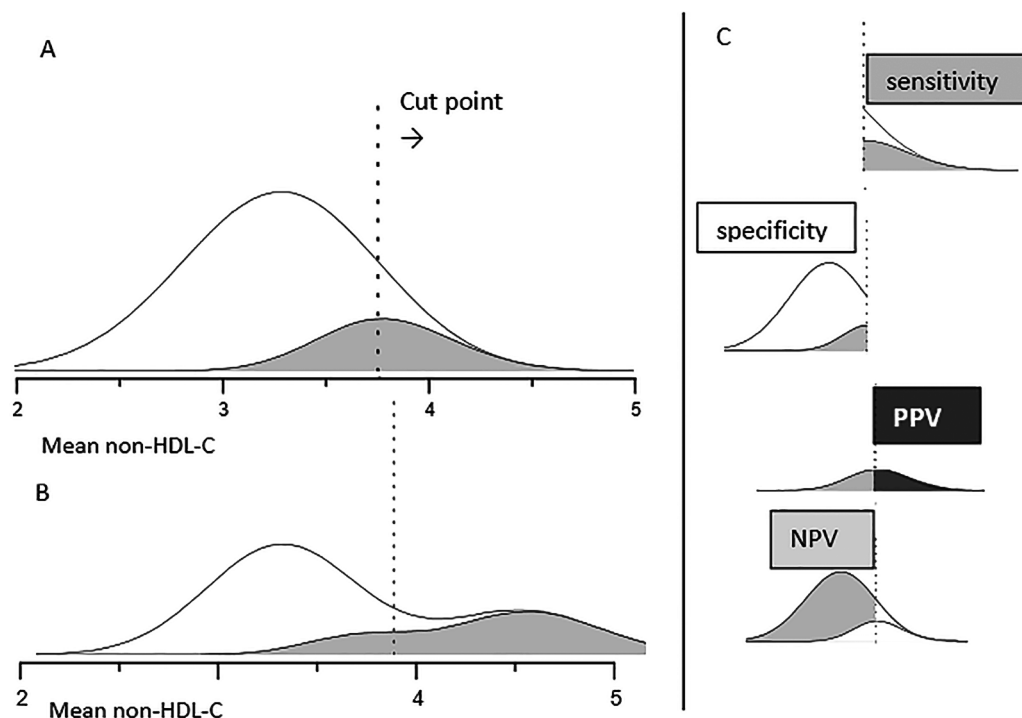 A
Cut point
→
2 3 4 5
Mean non-HDL-C
B
2 4 5
Mean non-HDL-C
C
sensitivity
specificity
PPV
NPV